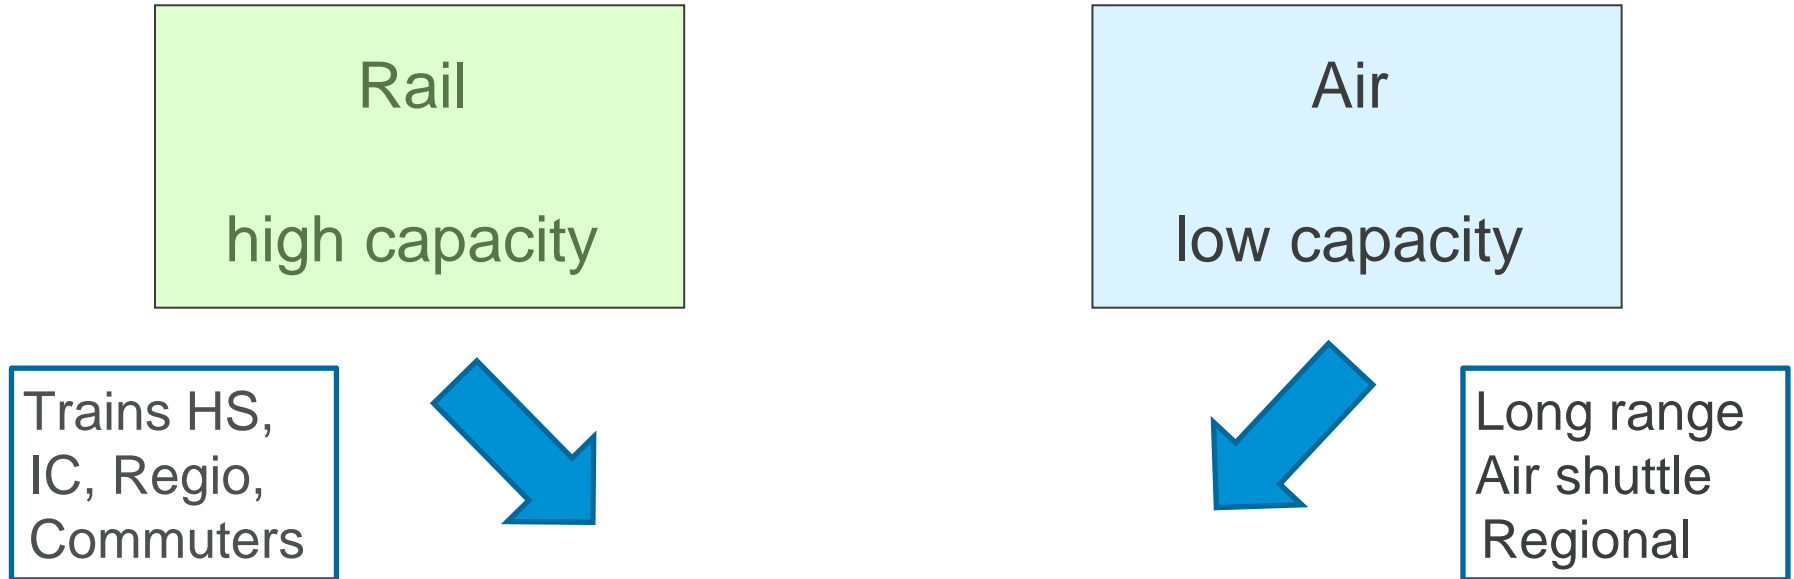 Rail
high capacity
Air
low capacity
Trains HS,
IC, Regio,
Commuters
Long range
Air shuttle
Regional